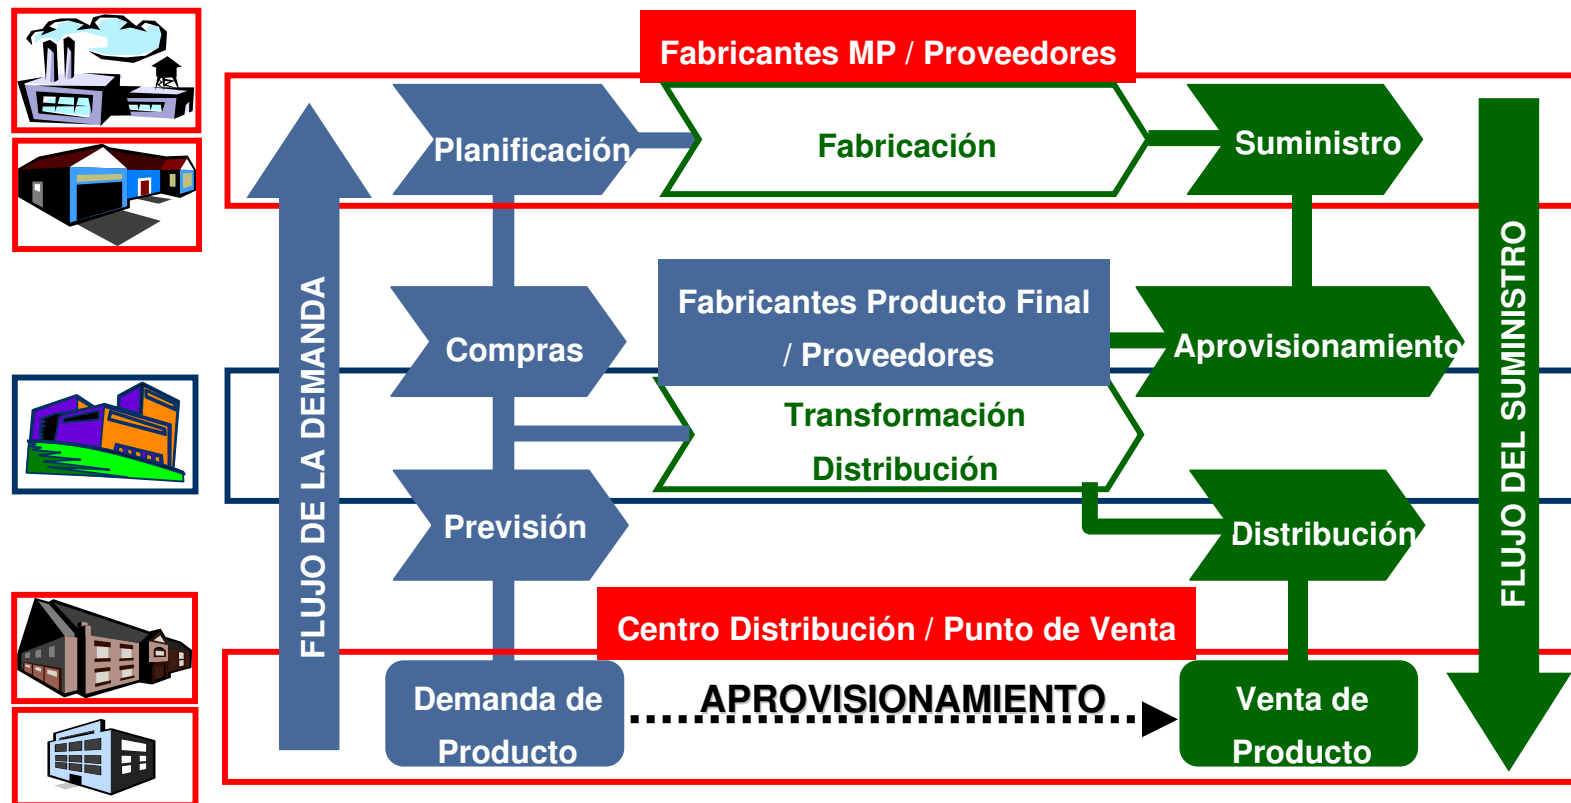 Fabricantes MP / Proveedores
Planificación
Fabricación
Suministro
FLUJO DE LA DEMANDA
FLUJO DEL SUMINISTRO
Fabricantes Producto Final
/ Proveedores
Compras
Aprovisionamiento
Transformación
Distribución
Previsión
Distribución
Centro Distribución / Punto de Venta
Demanda de
Producto
APROVISIONAMIENTO
Venta de
Producto